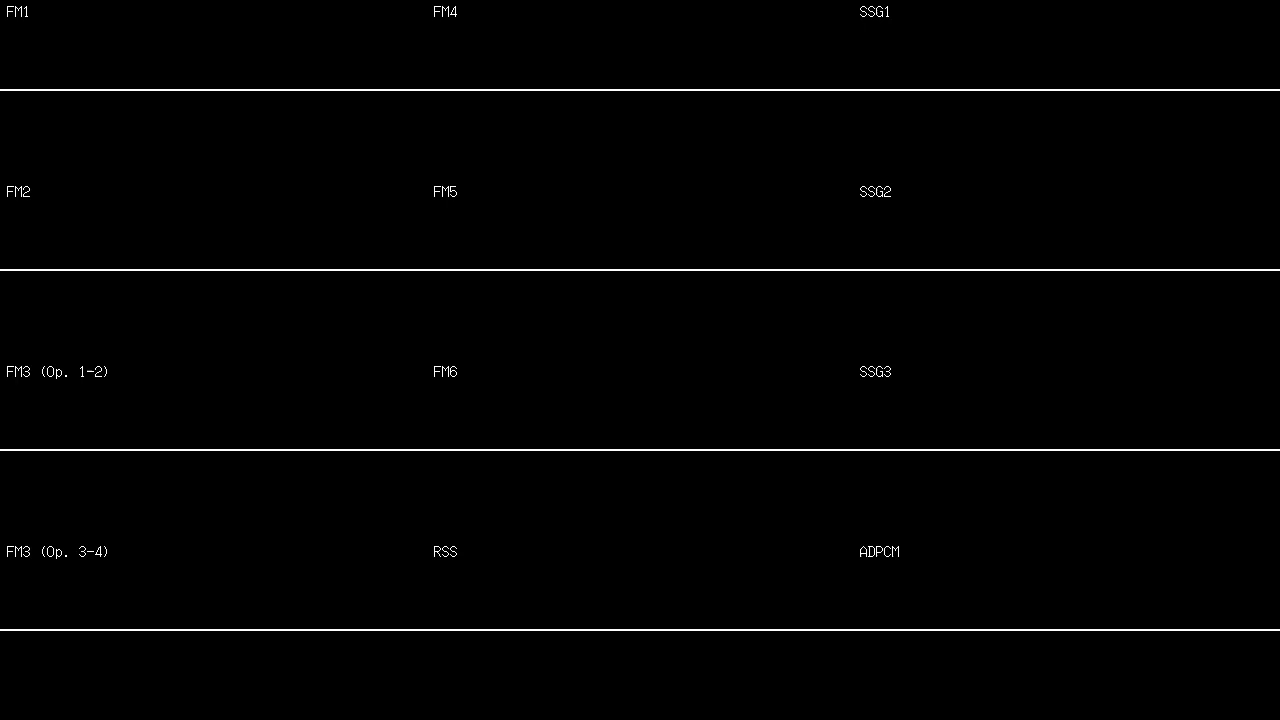 FM1 FM4 SSG1
FM2 FM5 SSG2
FM3 (Op. 1-2) FM6 SSG3
FM3 (Op. 3-4) RSS ADPCM